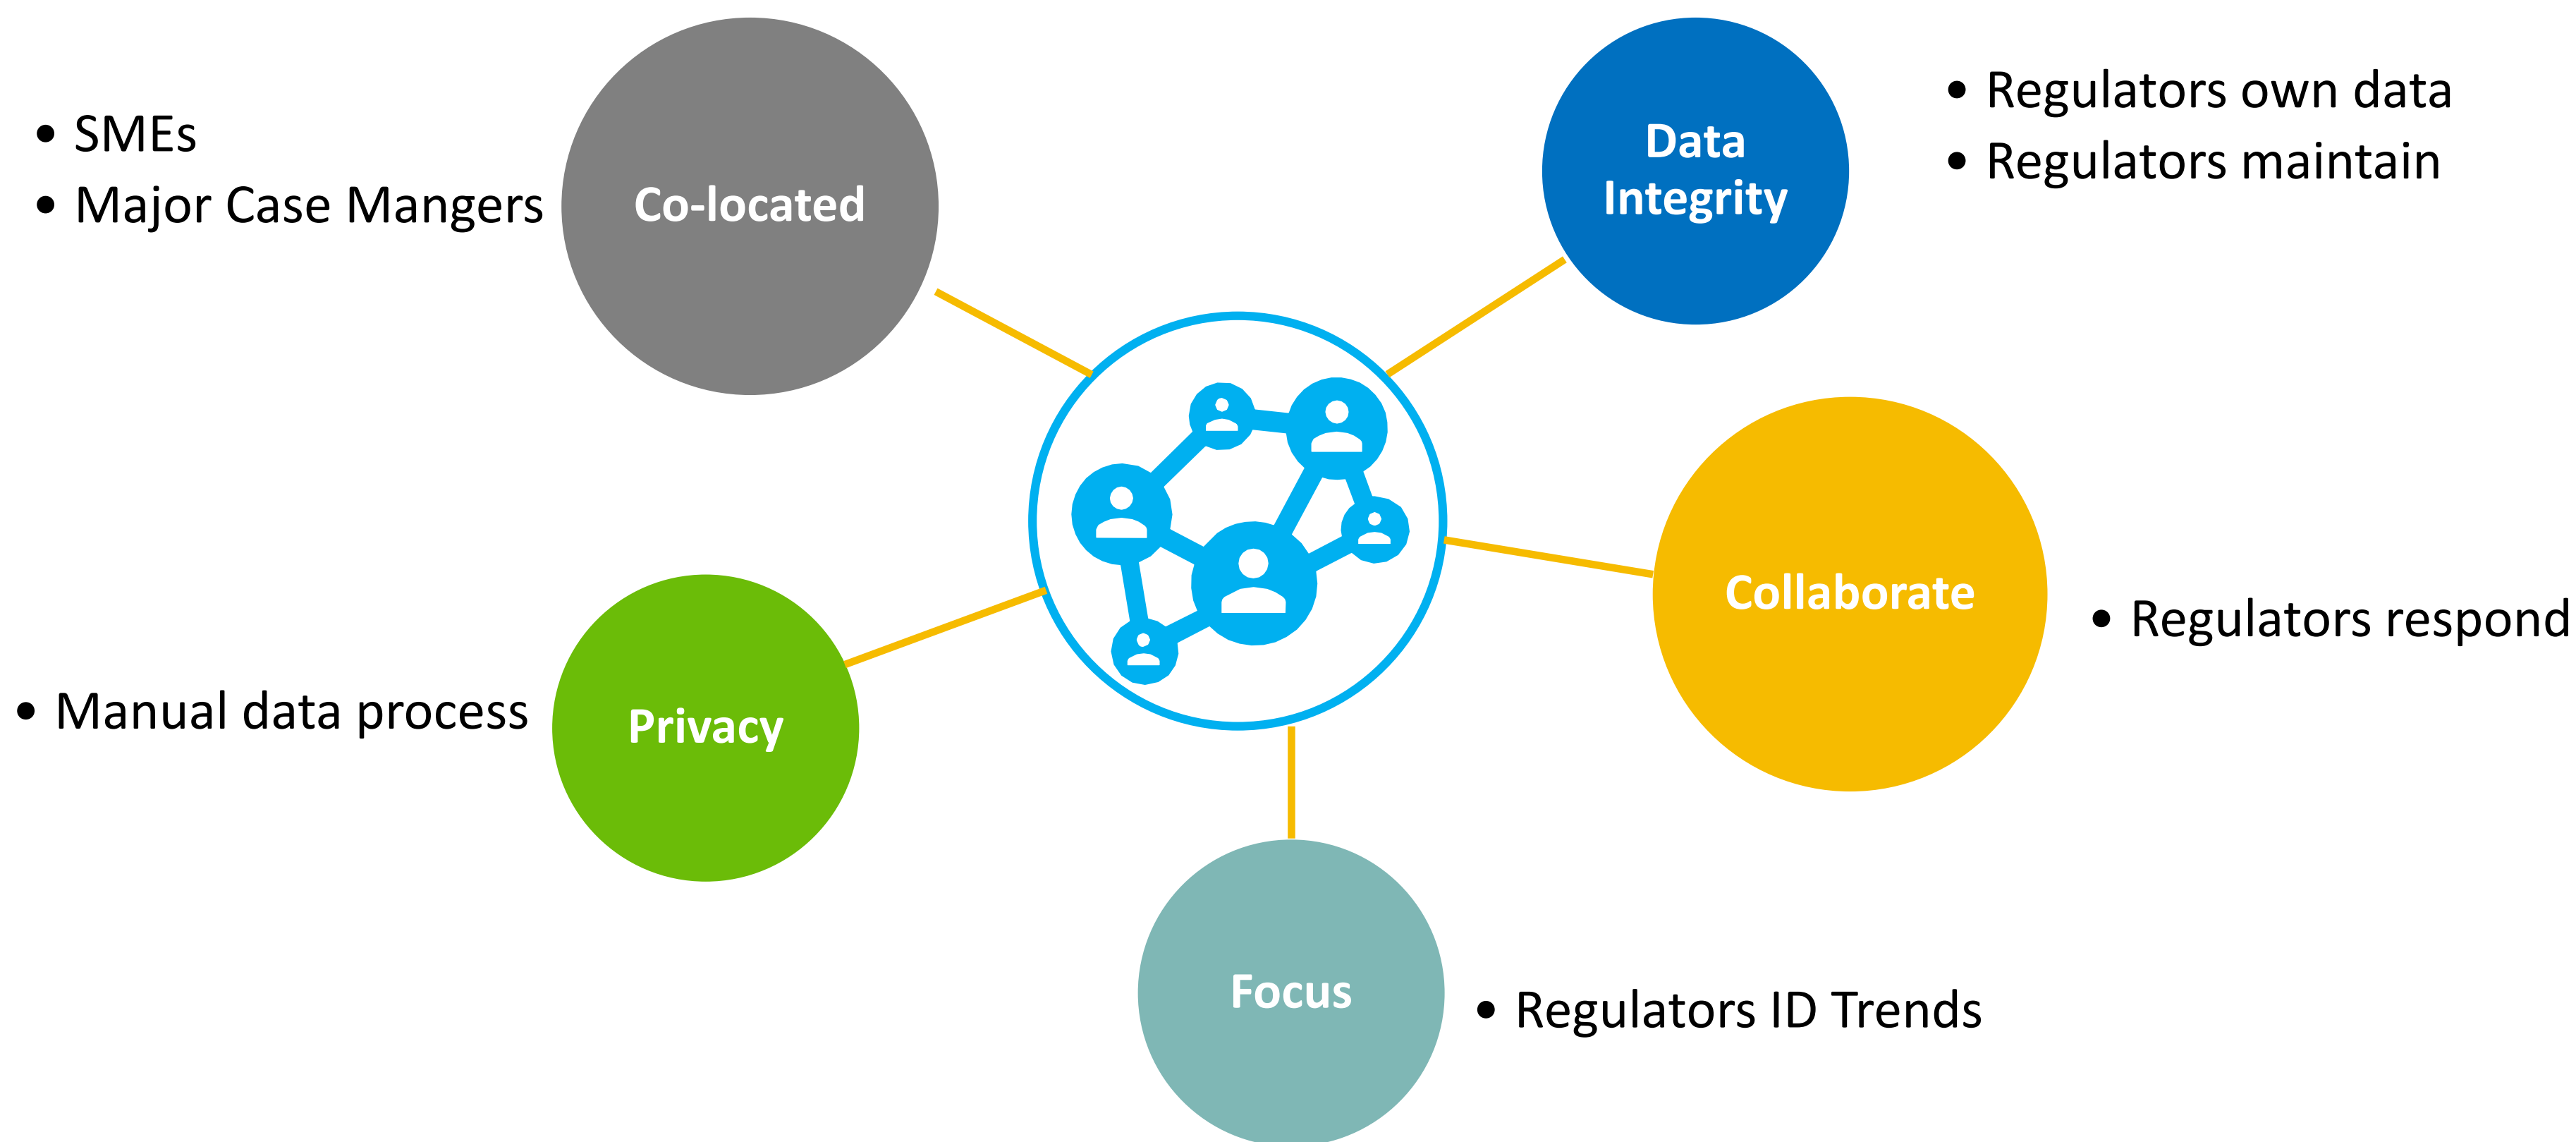 • SMEs
• Major Case Mangers
Co-located
Data
Integrity
• Regulators own data
• Regulators maintain
Collaborate
• Regulators respond
• Manual data process
Privacy
Focus
• Regulators ID Trends